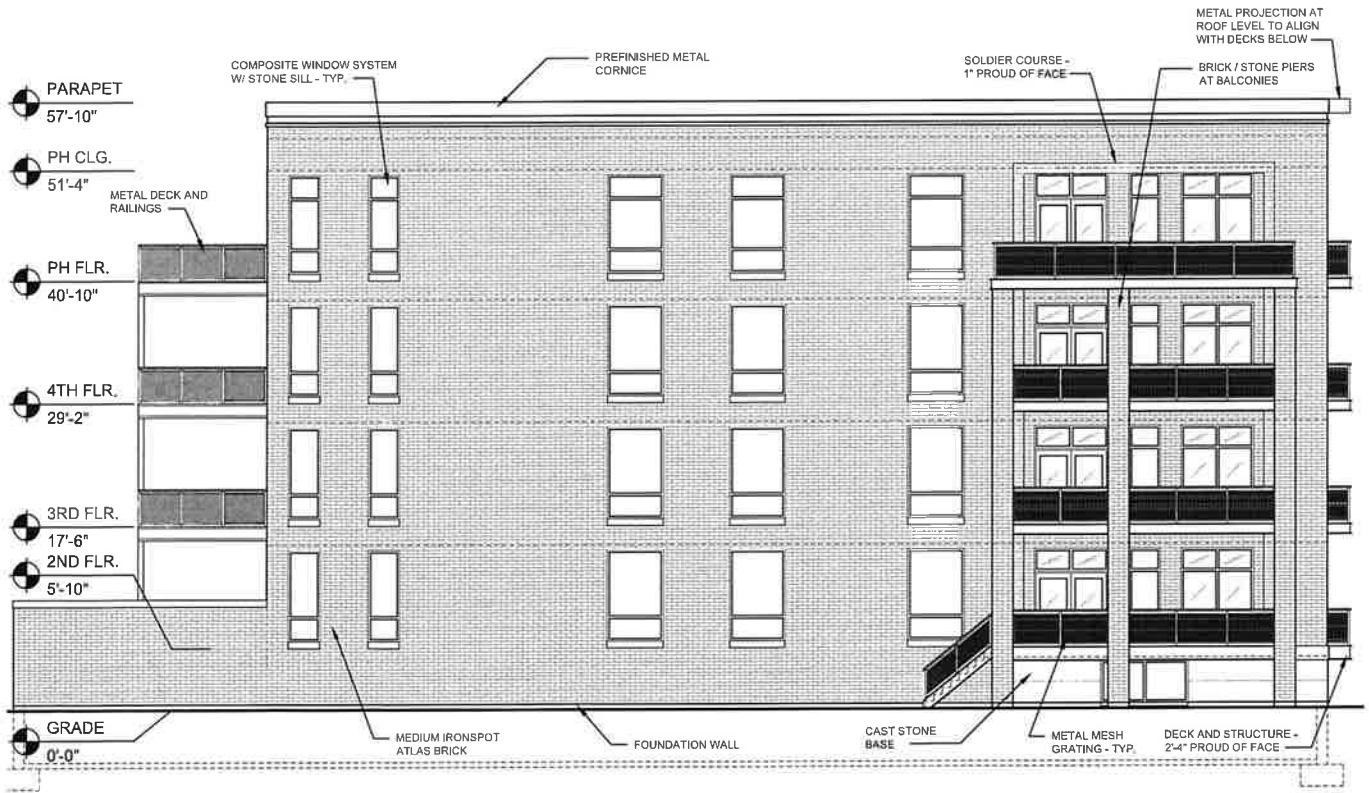 METAL PROJECTION AT
ROOF LEVEL TO ALIGN
WITH DECKS BELOW
COMPOSITE WINDOW SYSTEM
W/ STONE SILL - TYP.
PREFINISHED METAL
CORNICE
SOLDIER COURSE -
1" PROUD OF FACE
BRICK / STONE PIERS
AT BALCONIES
PARAPET
57'-10"
PH CLG.
51'-4"
METAL DECK AND
RAILINGS
PH FLR.
40'-10"
4TH FLR.
29'-2"
3RD FLR.
17'-6"
2ND FLR.
5'-10"
GRADE
0'-0"
MEDIUM IRONSPOT
ATLAS BRICK
FOUNDATION WALL
CAST STONE
BASE
METAL MESH
GRATING - TYP.
DECK AND STRUCTURE -
2'-4" PROUD OF FACE